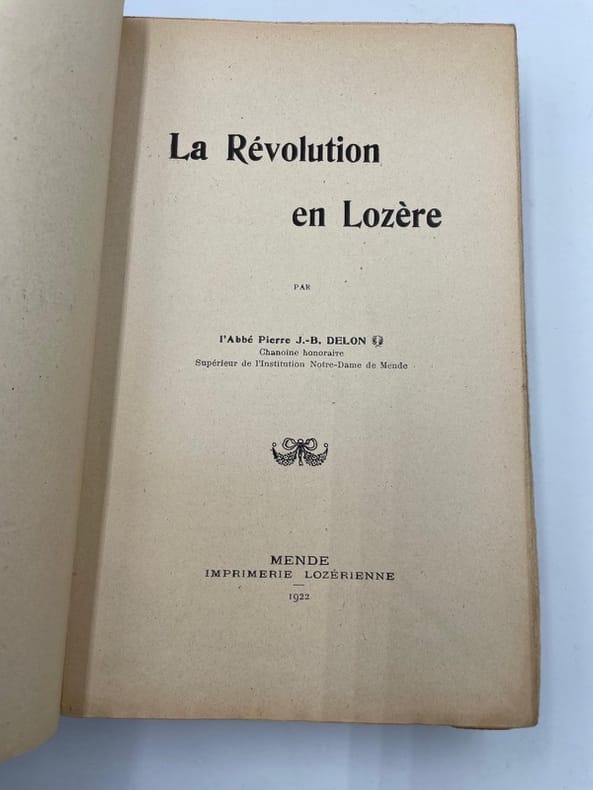 La Révolution
en Lozère
PAR
l'Abbé Pierre J.-B. DELON
Chanoine honoraire
Supérieur de l'Institution Notre-Dame de Mende
MENDE
IMPRIMERIE LOZÉRIENNE
1922